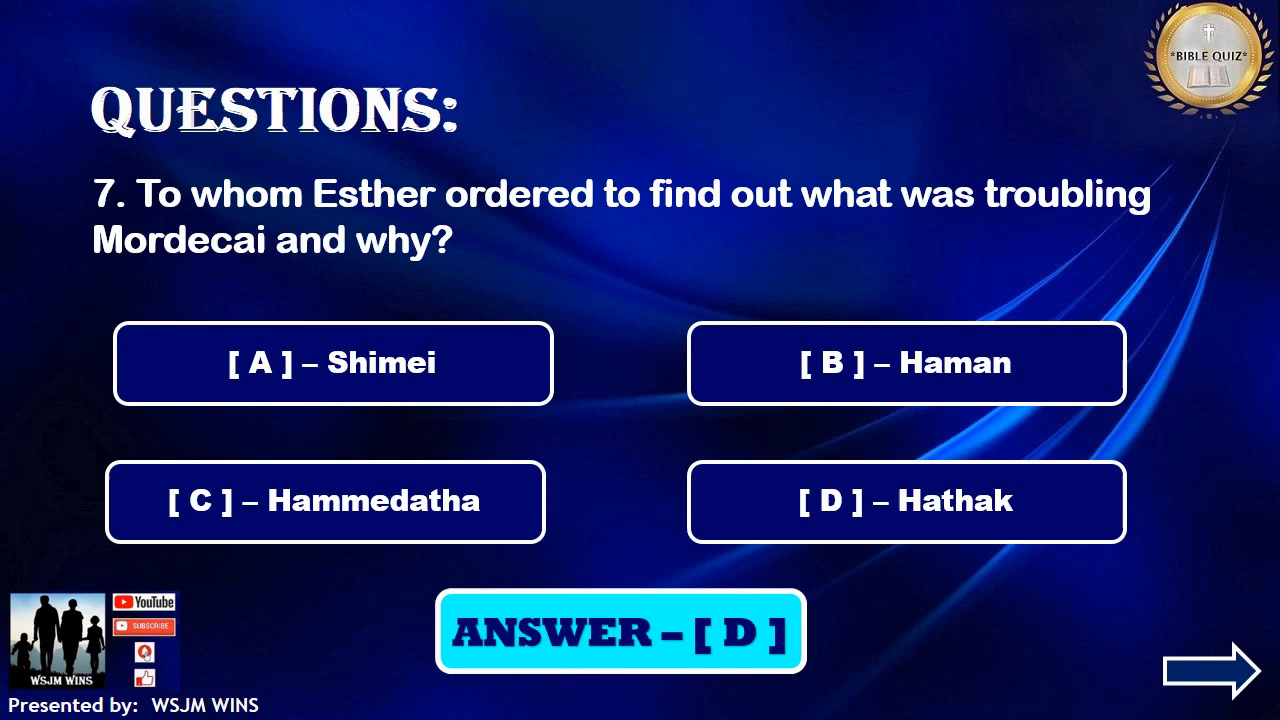 *BIBLE QUIZ*
QUESTIONS:
7. To whom Esther ordered to find out what was troubling
Mordecai and why?
[ A ] – Shimei
[ B ] – Haman
[ C ] – Hammedatha
[ D ] – Hathak
ANSWER – [ D ]
YouTube
SUBSCRIBE
WSJM WINS
Presented by: WSJM WINS